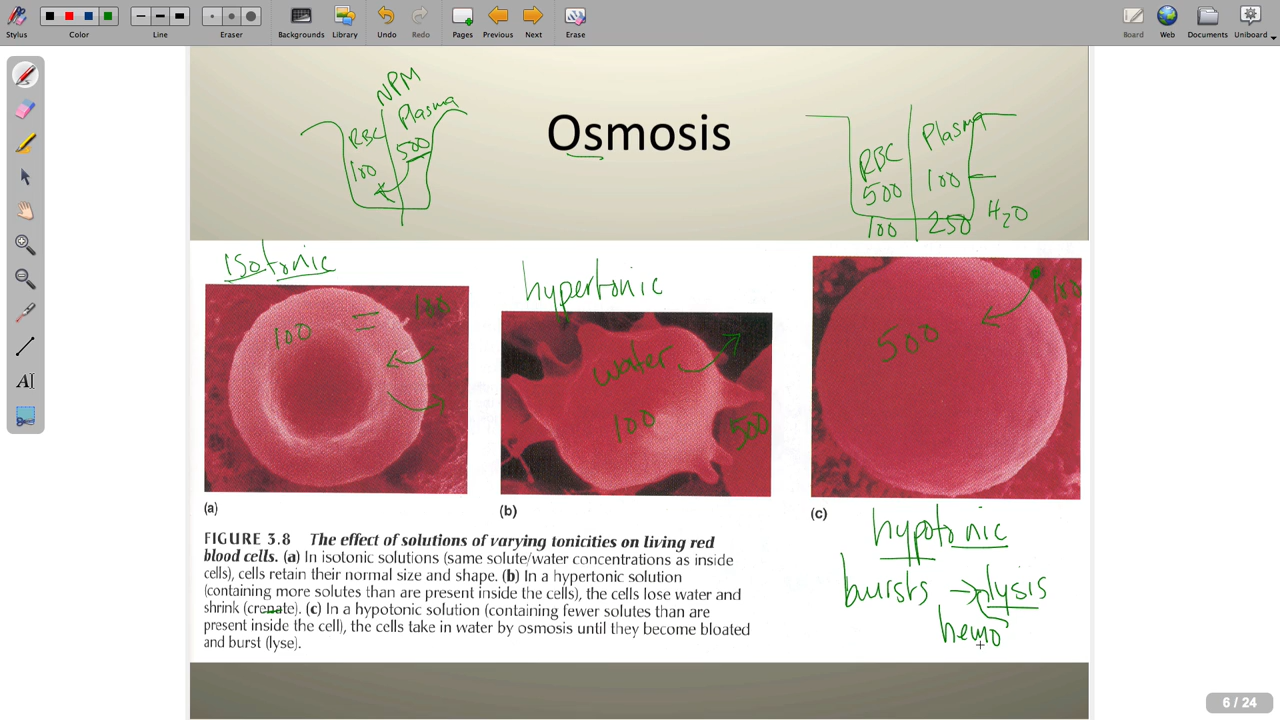 Stylus Color Line Eraser Backgrounds Library Undo Redo Pages Previous Next Erase Board Web Documents Uniboard
NPM
RBC Plasma
100 500
Osmosis
RBC Plasma
500 100
100 250 H2O
isotonic
100 = 100
hypertonic
water
100 500
500 100
(a)
(b)
(c)
FIGURE 3.8 The effect of solutions of varying tonicities on living red
blood cells. (a) In isotonic solutions (same solute/water concentrations as inside
cells), cells retain their normal size and shape. (b) In a hypertonic solution
(containing more solutes than are present inside the cells), the cells lose water and
shrink (crenate). (c) In a hypotonic solution (containing fewer solutes than are
present inside the cell), the cells take in water by osmosis until they become bloated
and burst (lyse).
hypotonic
bursts → lysis
hemo
AI
6 / 24